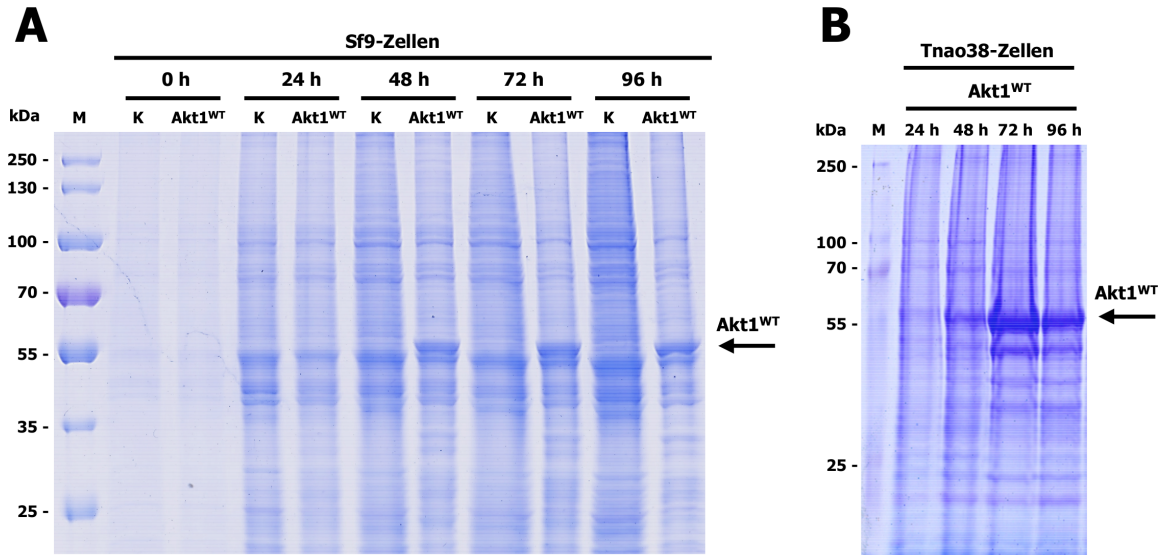 A
Sf9-Zellen
0 h 24 h 48 h 72 h 96 h
kDa M K Akt1WT K Akt1WT K Akt1WT K Akt1WT K Akt1WT
250 -
130 -
100 -
70 -
55 -
35 -
25 -
Akt1WT
B
Tnao38-Zellen
Akt1WT
kDa M 24 h 48 h 72 h 96 h
250 -
100 -
70 -
55 -
25 -
Akt1WT